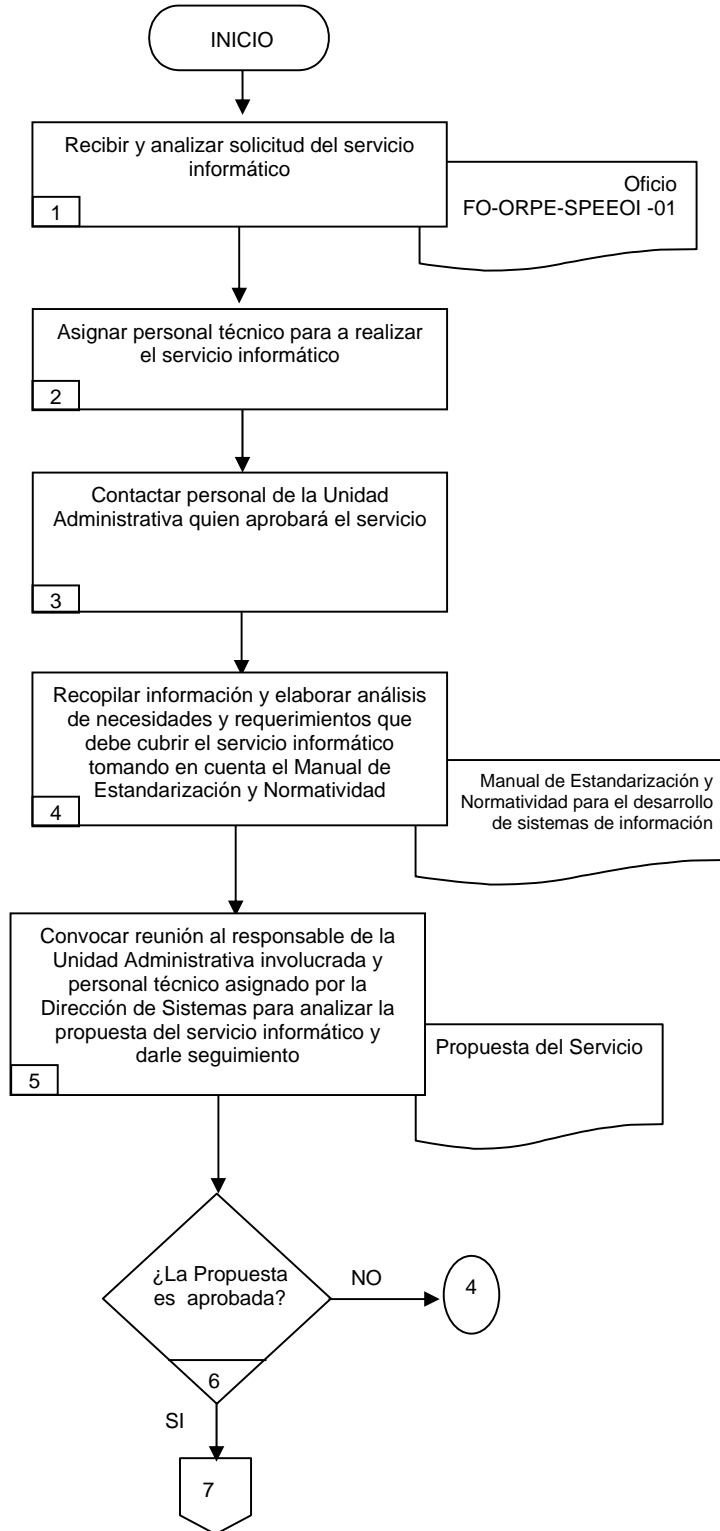 INICIO
Recibir y analizar solicitud del servicio
informático
1
Oficio
FO-ORPE-SPEEOI -01
Asignar personal técnico para a realizar
el servicio informático
2
Contactar personal de la Unidad
Administrativa quien aprobará el servicio
3
Recopilar información y elaborar análisis
de necesidades y requerimientos que
debe cubrir el servicio informático
tomando en cuenta el Manual de
Estandarización y Normatividad
4
Manual de Estandarización y
Normatividad para el desarrollo
de sistemas de información
Convocar reunión al responsable de la
Unidad Administrativa involucrada y
personal técnico asignado por la
Dirección de Sistemas para analizar la
propuesta del servicio informático y
darle seguimiento
5
Propuesta del Servicio
¿La Propuesta
es aprobada?
6
NO
4
SI
7